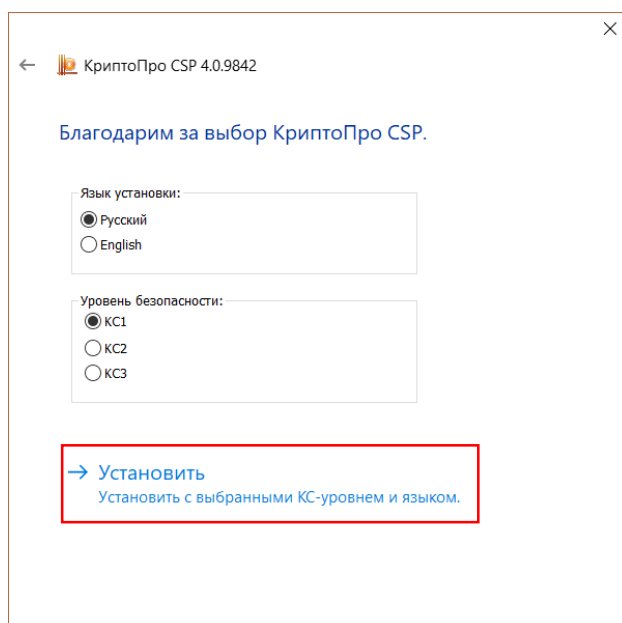 КриптоПро CSP 4.0.9842
Благодарим за выбор КриптоПро CSP.
Язык установки:
Русский
English
Уровень безопасности:
КС1
КС2
КС3
Установить
Установить с выбранными КС-уровнем и языком.